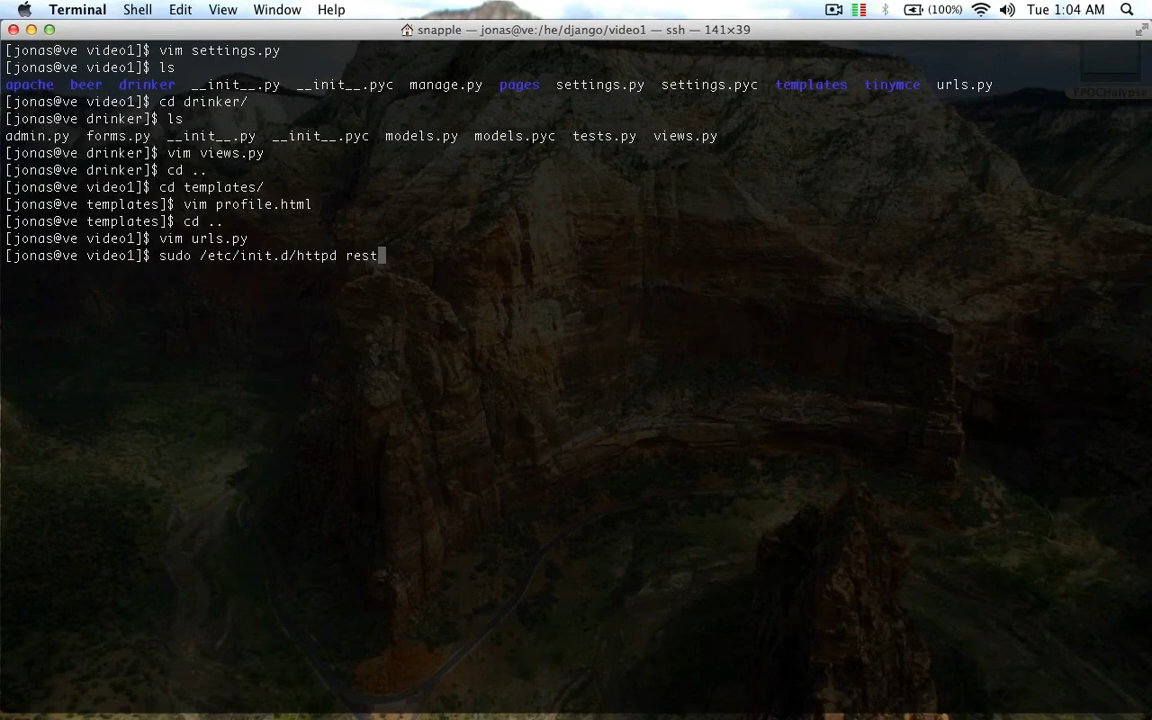 Terminal Shell Edit View Window Help (100%) Tue 1:04 AM
snapple — jonas@ve:/he/django/video1 — ssh — 141×39
[jonas@ve video1]$ vim settings.py
[jonas@ve video1]$ ls
apache beer drinker __init__.py __init__.pyc manage.py pages settings.py settings.pyc templates tinymce urls.py
[jonas@ve video1]$ cd drinker/
[jonas@ve drinker]$ ls
admin.py forms.py __init__.py __init__.pyc models.py models.pyc tests.py views.py
[jonas@ve drinker]$ vim views.py
[jonas@ve drinker]$ cd ..
[jonas@ve video1]$ cd templates/
[jonas@ve templates]$ vim profile.html
[jonas@ve templates]$ cd ..
[jonas@ve video1]$ vim urls.py
[jonas@ve video1]$ sudo /etc/init.d/httpd rest
EPOCHalypse